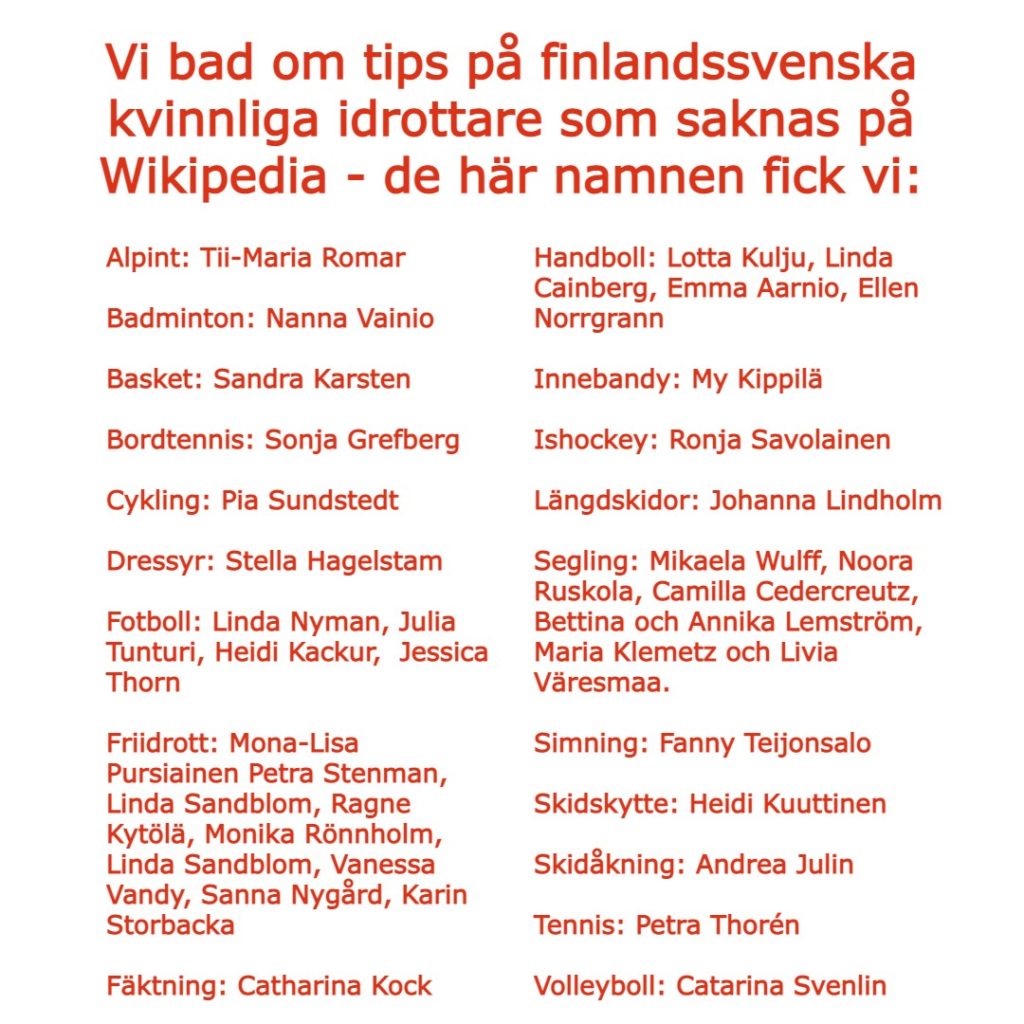 Vi bad om tips på finlandssvenska
kvinnliga idrottare som saknas på
Wikipedia - de här namnen fick vi:
Alpint: Tii-Maria Romar
Badminton: Nanna Vainio
Basket: Sandra Karsten
Bordtennis: Sonja Grefberg
Cykling: Pia Sundstedt
Dressyr: Stella Hagelstam
Fotboll: Linda Nyman, Julia
Tunturi, Heidi Kackur,  Jessica
Thorn
Friidrott: Mona-Lisa
Pursiainen Petra Stenman,
Linda Sandblom, Ragne
Kytölä, Monika Rönnholm,
Linda Sandblom, Vanessa
Vandy, Sanna Nygård, Karin
Storbacka
Fäktning: Catharina Kock
Handboll: Lotta Kulju, Linda
Cainberg, Emma Aarnio, Ellen
Norrgrann
Innebandy: My Kippilä
Ishockey: Ronja Savolainen
Längdskidor: Johanna Lindholm
Segling: Mikaela Wulff, Noora
Ruskola, Camilla Cedercreutz,
Bettina och Annika Lemström,
Maria Klemetz och Livia
Väresmaa.
Simning: Fanny Teijonsalo
Skidskytte: Heidi Kuuttinen
Skidåkning: Andrea Julin
Tennis: Petra Thorén
Volleyboll: Catarina Svenlin